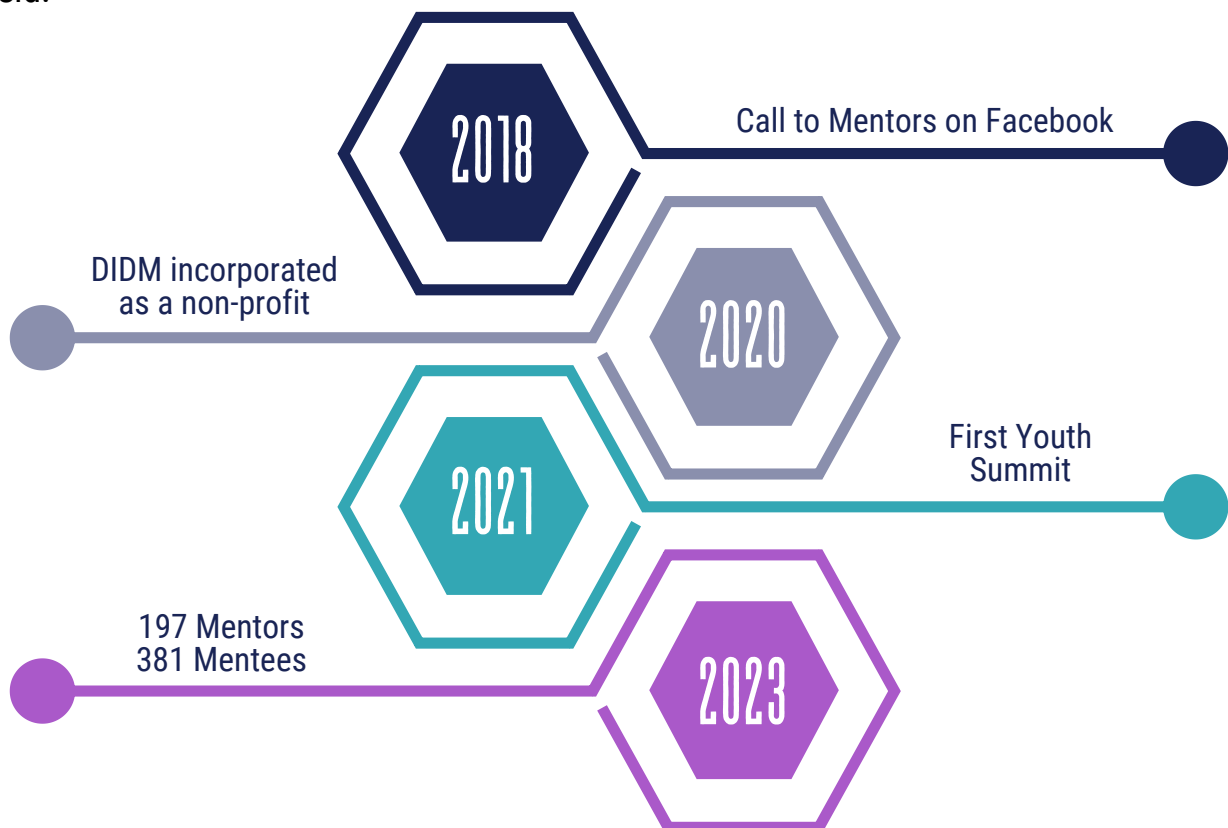 2018
Call to Mentors on Facebook
DIDM incorporated
as a non-profit
2020
2021
First Youth
Summit
197 Mentors
381 Mentees
2023